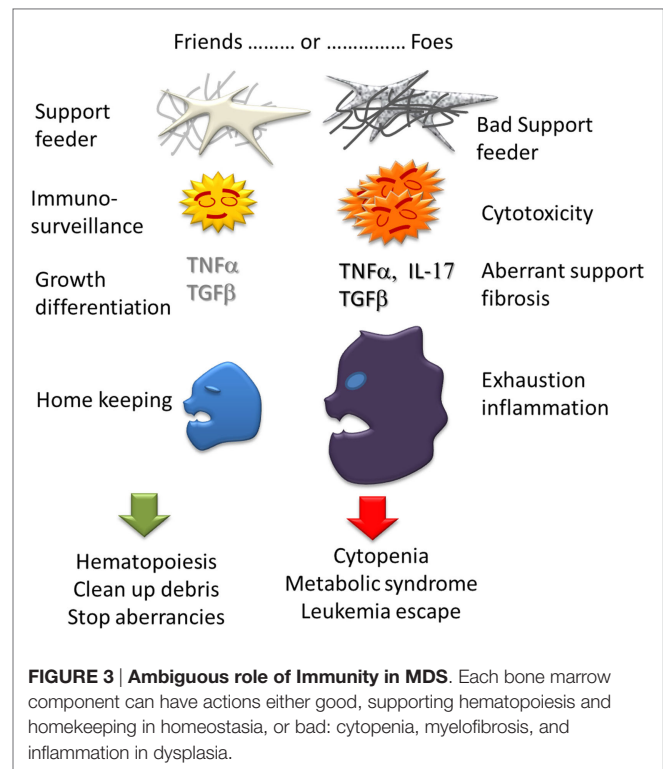 Friends ……… or …………… Foes
Support
feeder
Bad Support
feeder
Immuno-
surveillance
Cytotoxicity
Growth
differentiation
TNFα
TGFβ
TNFα, IL-17
TGFβ
Aberrant support
fibrosis
Home keeping
Exhaustion
inflammation
Hematopoiesis
Clean up debris
Stop aberrancies
Cytopenia
Metabolic syndrome
Leukemia escape
FIGURE 3 | Ambiguous role of Immunity in MDS. Each bone marrow
component can have actions either good, supporting hematopoiesis and
homekeeping in homeostasia, or bad: cytopenia, myelofibrosis, and
inflammation in dysplasia.